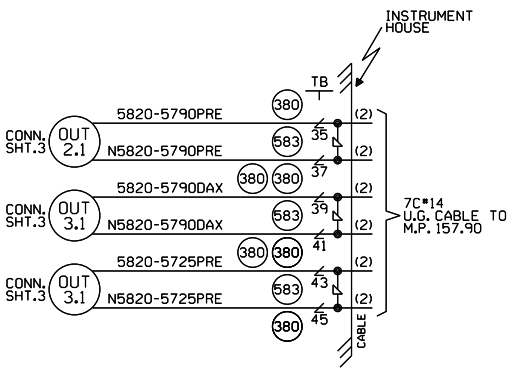 INSTRUMENT
HOUSE
TB
380
5820-5790PRE
(2)
CONN.
SHT.3
OUT
2.1
583
35
N5820-5790PRE
(2)
37
380
380
5820-5790DAX
(2)
CONN.
SHT.3
OUT
3.1
583
39
7C#14
U.G. CABLE TO
M.P. 157.90
N5820-5790DAX
(2)
41
380
380
5820-5725PRE
(2)
CONN.
SHT.3
OUT
3.1
583
43
N5820-5725PRE
(2)
45
380
CABLE